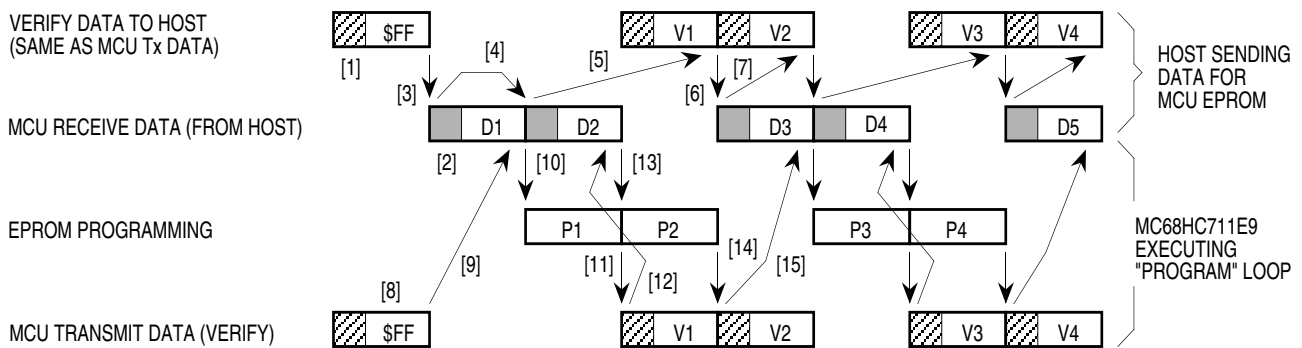 VERIFY DATA TO HOST
(SAME AS MCU Tx DATA)
$FF
V1
V2
V3
V4
[1]
[3]
[4]
[5]
[6]
[7]
HOST SENDING
DATA FOR
MCU EPROM
MCU RECEIVE DATA (FROM HOST)
D1
D2
D3
D4
D5
[2]
[10]
[13]
EPROM PROGRAMMING
P1
P2
P3
P4
MC68HC711E9
EXECUTING
"PROGRAM" LOOP
[8]
[9]
[11]
[12]
[14]
[15]
MCU TRANSMIT DATA (VERIFY)
$FF
V1
V2
V3
V4